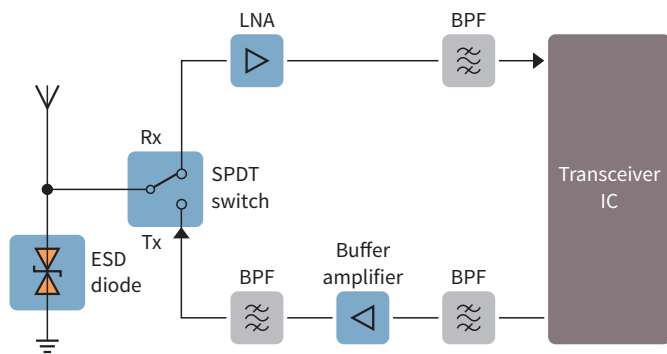 LNA
BPF
Rx
SPDT
switch
Transceiver
IC
Tx
ESD
diode
BPF
Buffer
amplifier
BPF